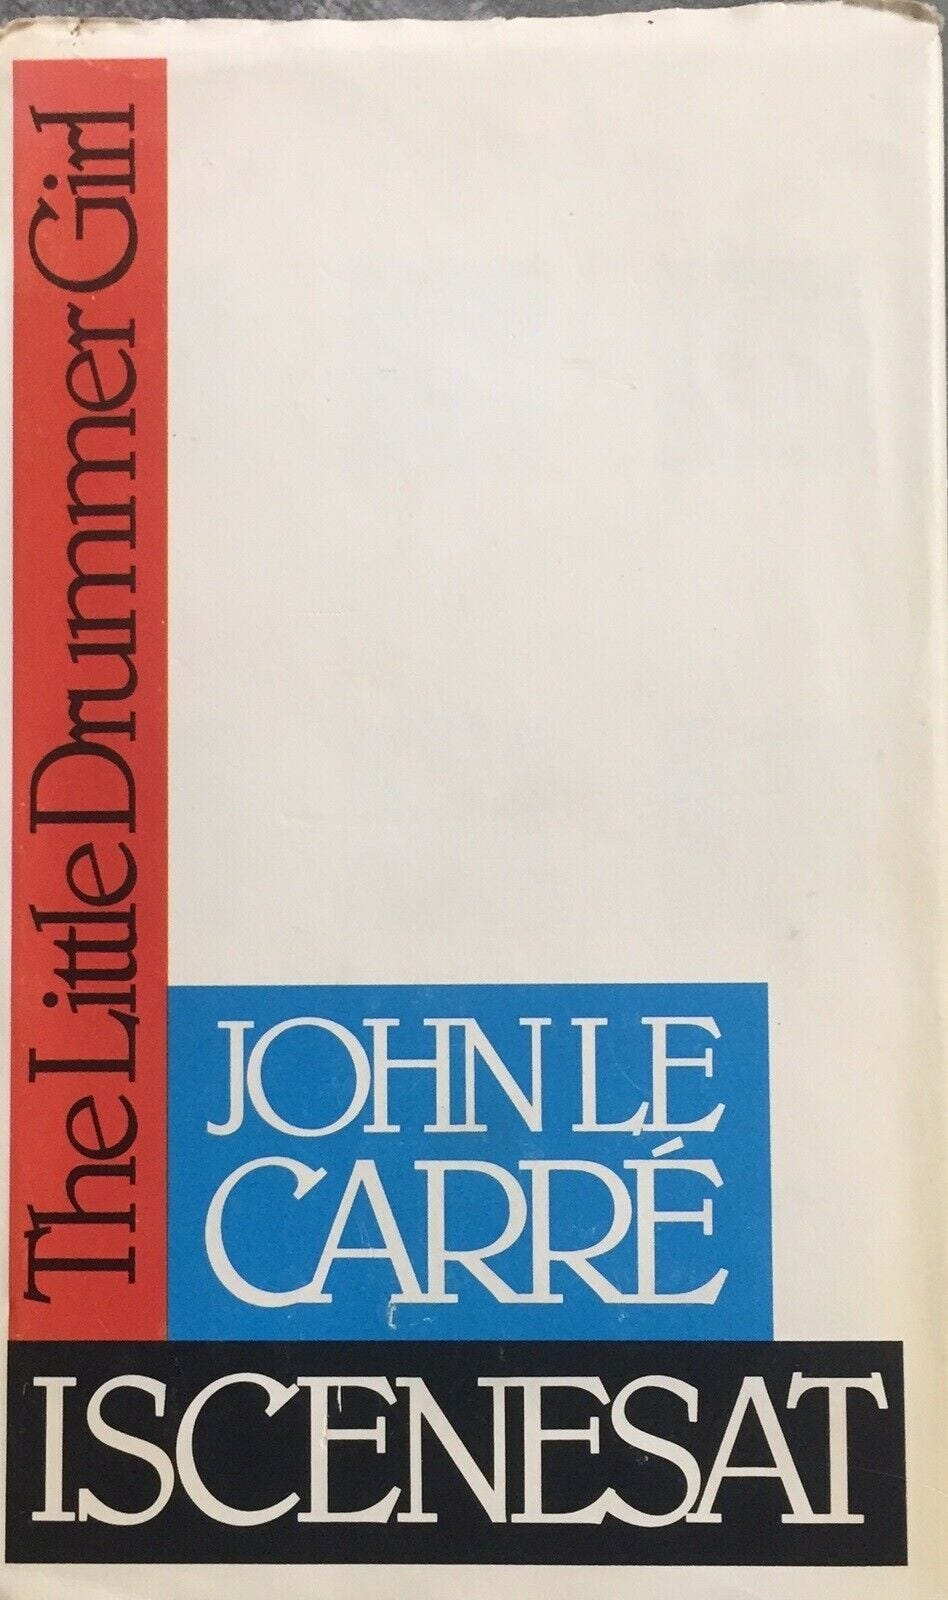 The Little Drummer Girl
JOHN LE
CARRÉ
ISCENESAT